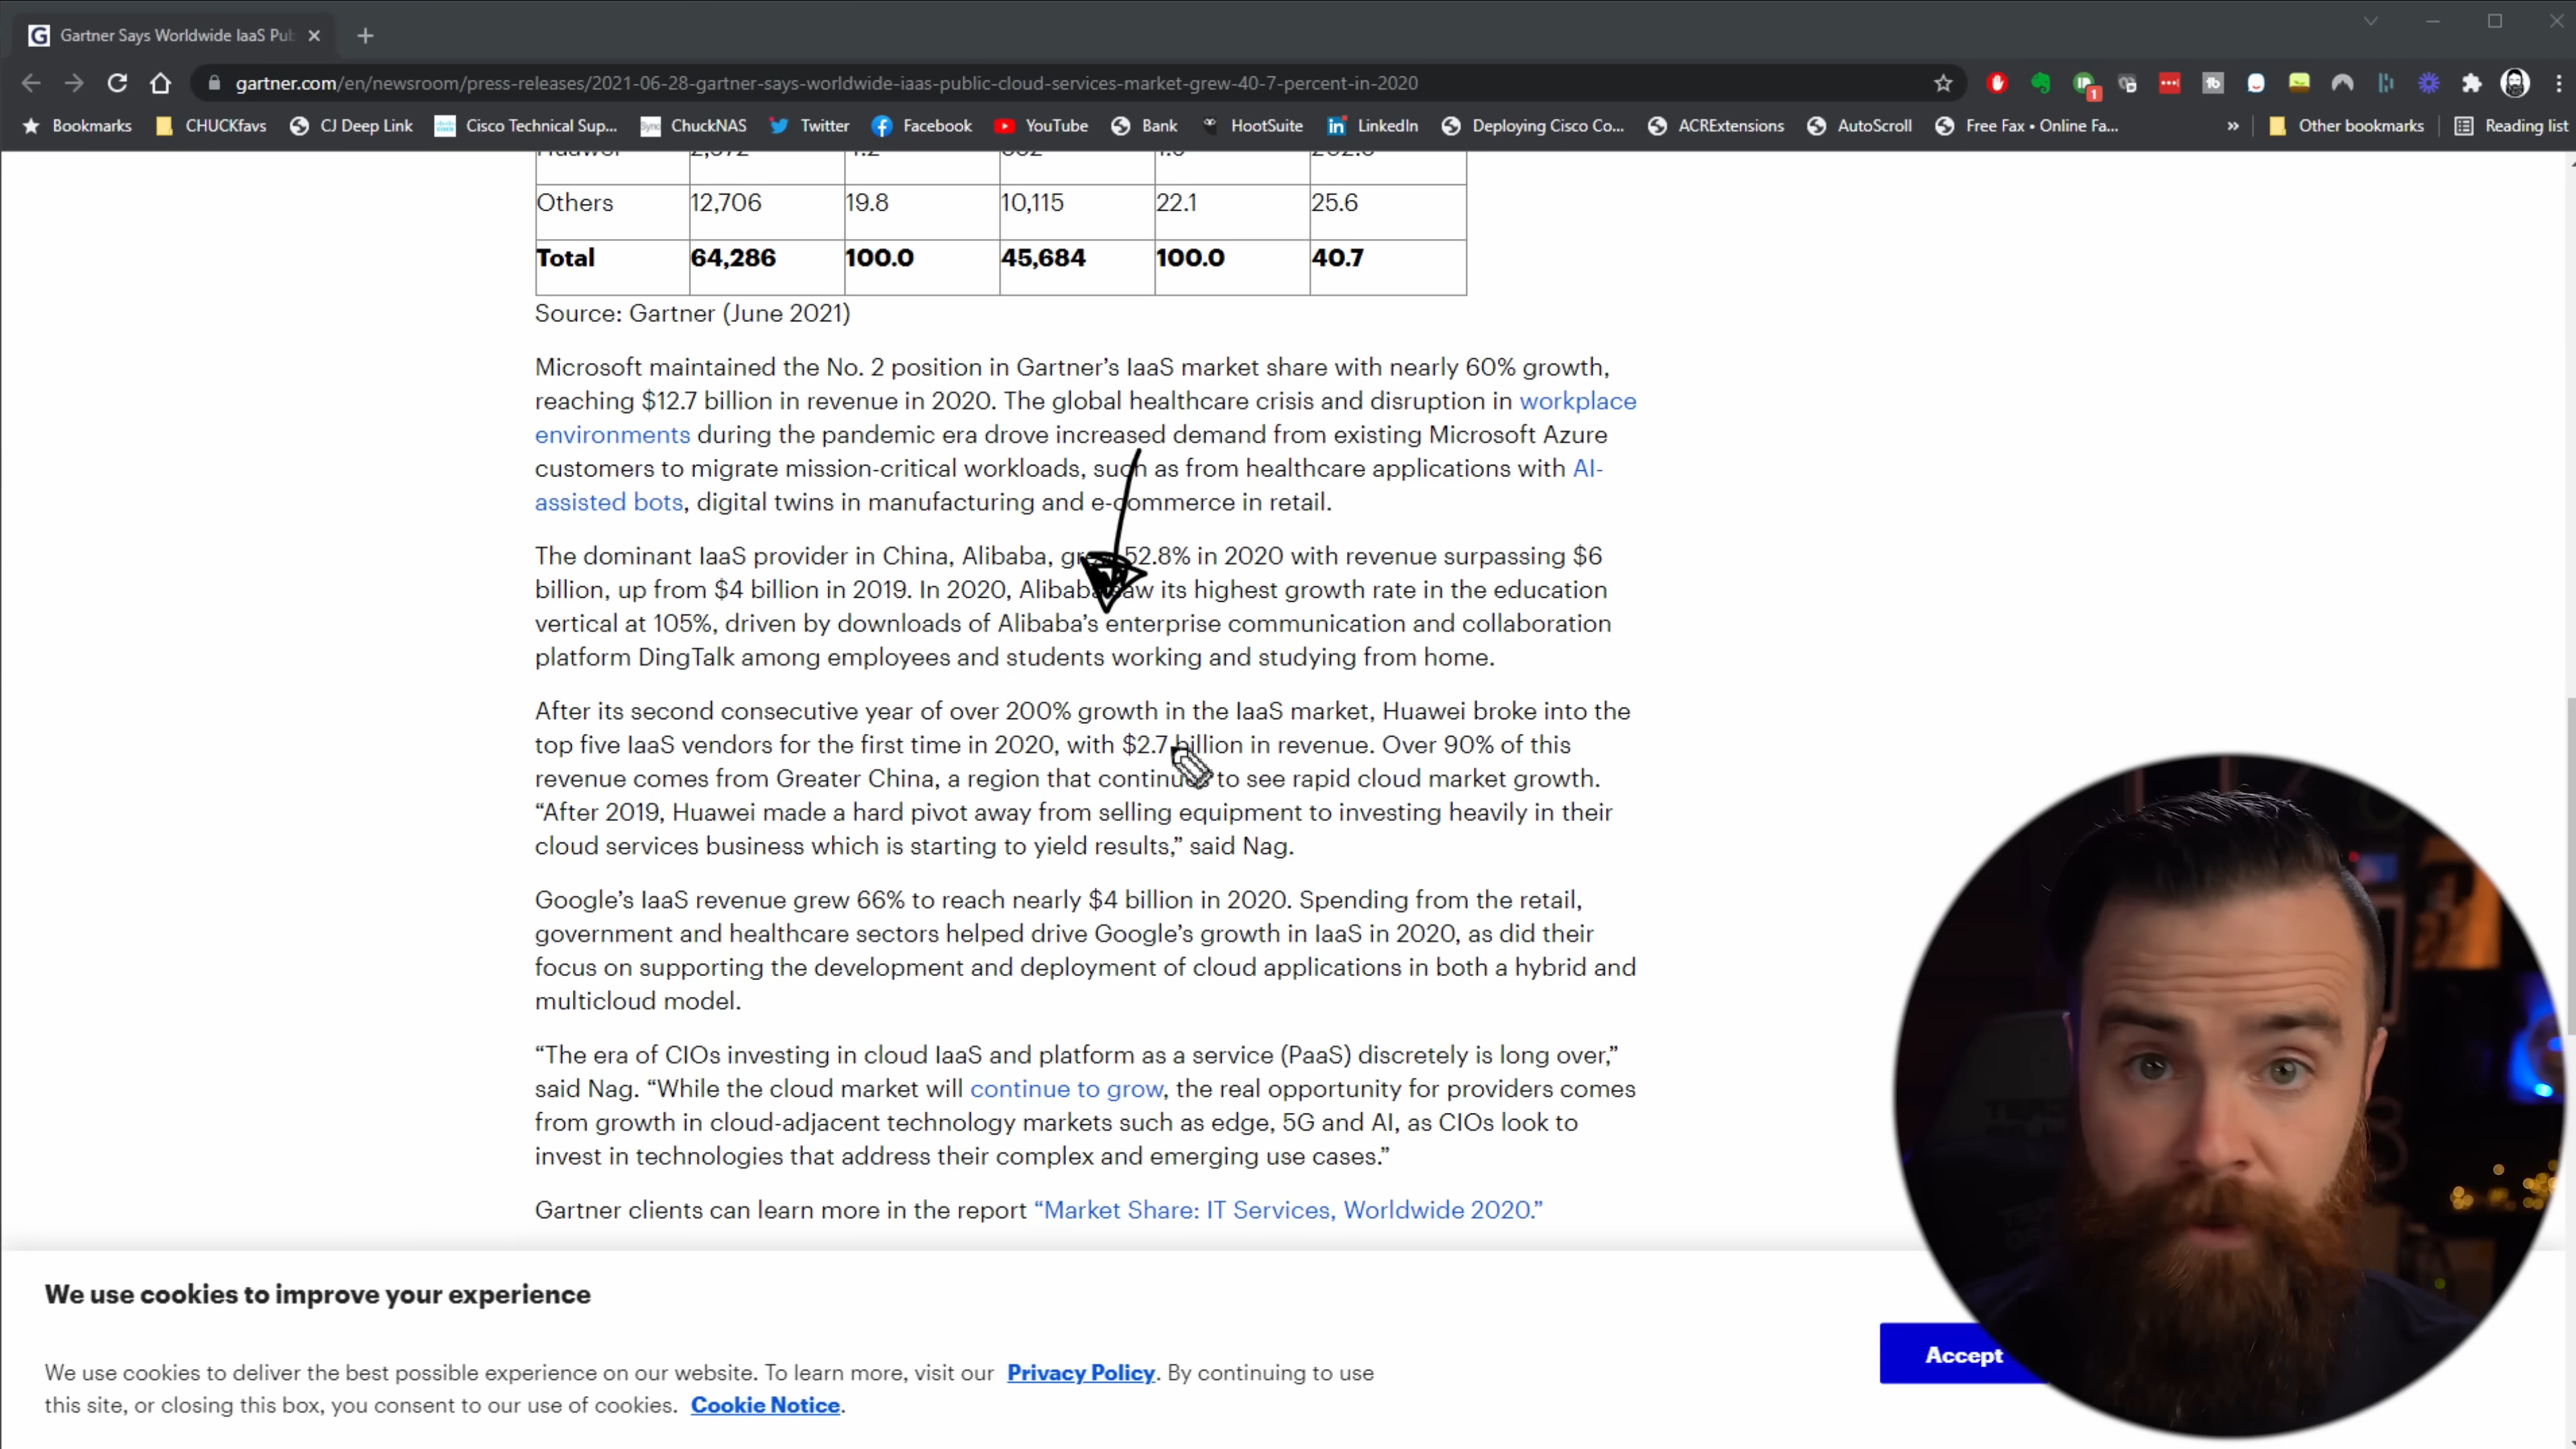 Gartner Says Worldwide IaaS Pub
gartner.com/en/newsroom/press-releases/2021-06-28-gartner-says-worldwide-iaas-public-cloud-services-market-grew-40-7-percent-in-2020
1
Bookmarks CHUCKfavs CJ Deep Link Cisco Technical Sup... ChuckNAS Twitter Facebook YouTube Bank HootSuite LinkedIn Deploying Cisco Co... ACRExtensions AutoScroll Free Fax • Online Fa... » Other bookmarks Reading list
Others 12,706 19.8 10,115 22.1 25.6
Total 64,286 100.0 45,684 100.0 40.7
Source: Gartner (June 2021)
Microsoft maintained the No. 2 position in Gartner’s IaaS market share with nearly 60% growth,
reaching $12.7 billion in revenue in 2020. The global healthcare crisis and disruption in workplace
environments during the pandemic era drove increased demand from existing Microsoft Azure
customers to migrate mission-critical workloads, such as from healthcare applications with AI-
assisted bots, digital twins in manufacturing and e-commerce in retail.
The dominant IaaS provider in China, Alibaba, grew 52.8% in 2020 with revenue surpassing $6
billion, up from $4 billion in 2019. In 2020, Alibaba saw its highest growth rate in the education
vertical at 105%, driven by downloads of Alibaba’s enterprise communication and collaboration
platform DingTalk among employees and students working and studying from home.
After its second consecutive year of over 200% growth in the IaaS market, Huawei broke into the
top five IaaS vendors for the first time in 2020, with $2.7 billion in revenue. Over 90% of this
revenue comes from Greater China, a region that continues to see rapid cloud market growth.
“After 2019, Huawei made a hard pivot away from selling equipment to investing heavily in their
cloud services business which is starting to yield results,” said Nag.
Google’s IaaS revenue grew 66% to reach nearly $4 billion in 2020. Spending from the retail,
government and healthcare sectors helped drive Google’s growth in IaaS in 2020, as did their
focus on supporting the development and deployment of cloud applications in both a hybrid and
multicloud model.
“The era of CIOs investing in cloud IaaS and platform as a service (PaaS) discretely is long over,”
said Nag. “While the cloud market will continue to grow, the real opportunity for providers comes
from growth in cloud-adjacent technology markets such as edge, 5G and AI, as CIOs look to
invest in technologies that address their complex and emerging use cases.”
Gartner clients can learn more in the report “Market Share: IT Services, Worldwide 2020.”
We use cookies to improve your experience
We use cookies to deliver the best possible experience on our website. To learn more, visit our Privacy Policy. By continuing to use
this site, or closing this box, you consent to our use of cookies. Cookie Notice.
Accept